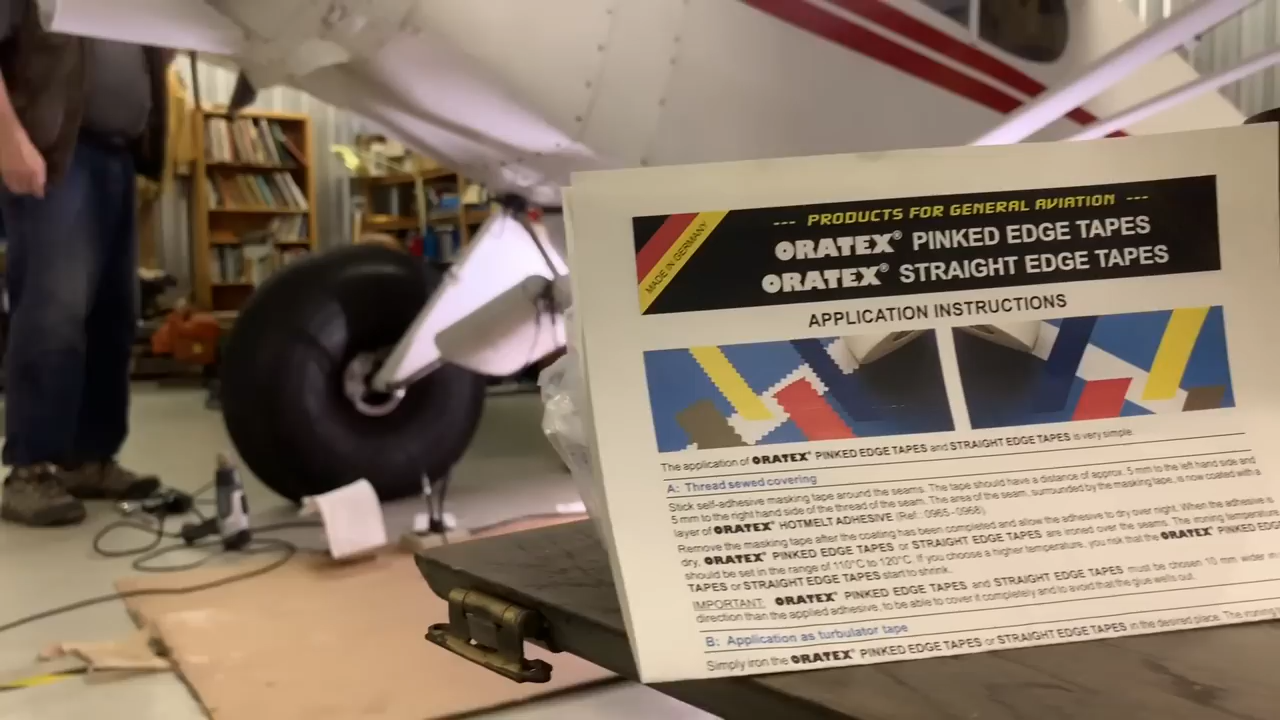 --- PRODUCTS FOR GENERAL AVIATION ---
MADE IN GERMANY
ORATEX® PINKED EDGE TAPES
ORATEX® STRAIGHT EDGE TAPES
APPLICATION INSTRUCTIONS
The application of ORATEX® PINKED EDGE TAPES and STRAIGHT EDGE TAPES is very simple.
A: Thread sewed covering
Stick self-adhesive masking tape around the seams. The tape should have a distance of approx. 5 mm to the left hand side and
5 mm to the right hand side of the thread of the seam. The area of the seam, surrounded by the masking tape, is now coated with a
layer of ORATEX® HOTMELT ADHESIVE (Ref.: 0965 - 0968)
Remove the masking tape after the coating has been completed and allow the adhesive to dry over night. When the adhesive is
dry, ORATEX® PINKED EDGE TAPES or STRAIGHT EDGE TAPES are ironed over the seams. The ironing temperature
should be set in the range of 110°C to 120°C. If you choose a higher temperature, you risk that the ORATEX® PINKED EDG
TAPES or STRAIGHT EDGE TAPES start to shrink.
IMPORTANT: ORATEX® PINKED EDGE TAPES and STRAIGHT EDGE TAPES must be chosen 10 mm wider in
direction than the applied adhesive, to be able to cover it completely and to avoid that the glue wells out.
B: Application as turbulator tape
Simply iron the ORATEX® PINKED EDGE TAPES or STRAIGHT EDGE TAPES in the desired place. The ironing